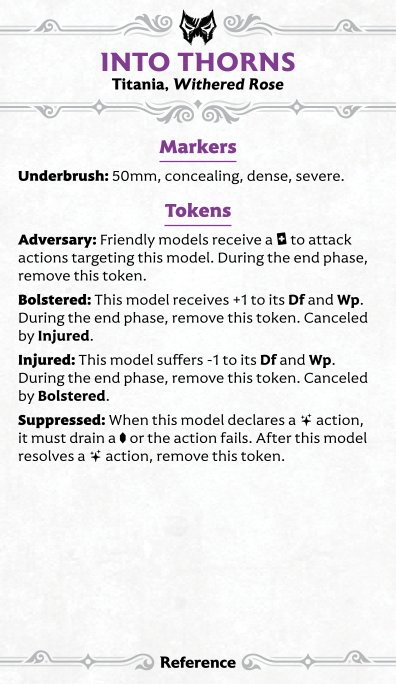 INTO THORNS
Titania, Withered Rose
Markers
Underbrush: 50mm, concealing, dense, severe.
Tokens
Adversary: Friendly models receive a to attack
actions targeting this model. During the end phase,
remove this token.
Bolstered: This model receives +1 to its Df and Wp.
During the end phase, remove this token. Canceled
by Injured.
Injured: This model suffers -1 to its Df and Wp.
During the end phase, remove this token. Canceled
by Bolstered.
Suppressed: When this model declares a action,
it must drain a or the action fails. After this model
resolves a action, remove this token.
Reference